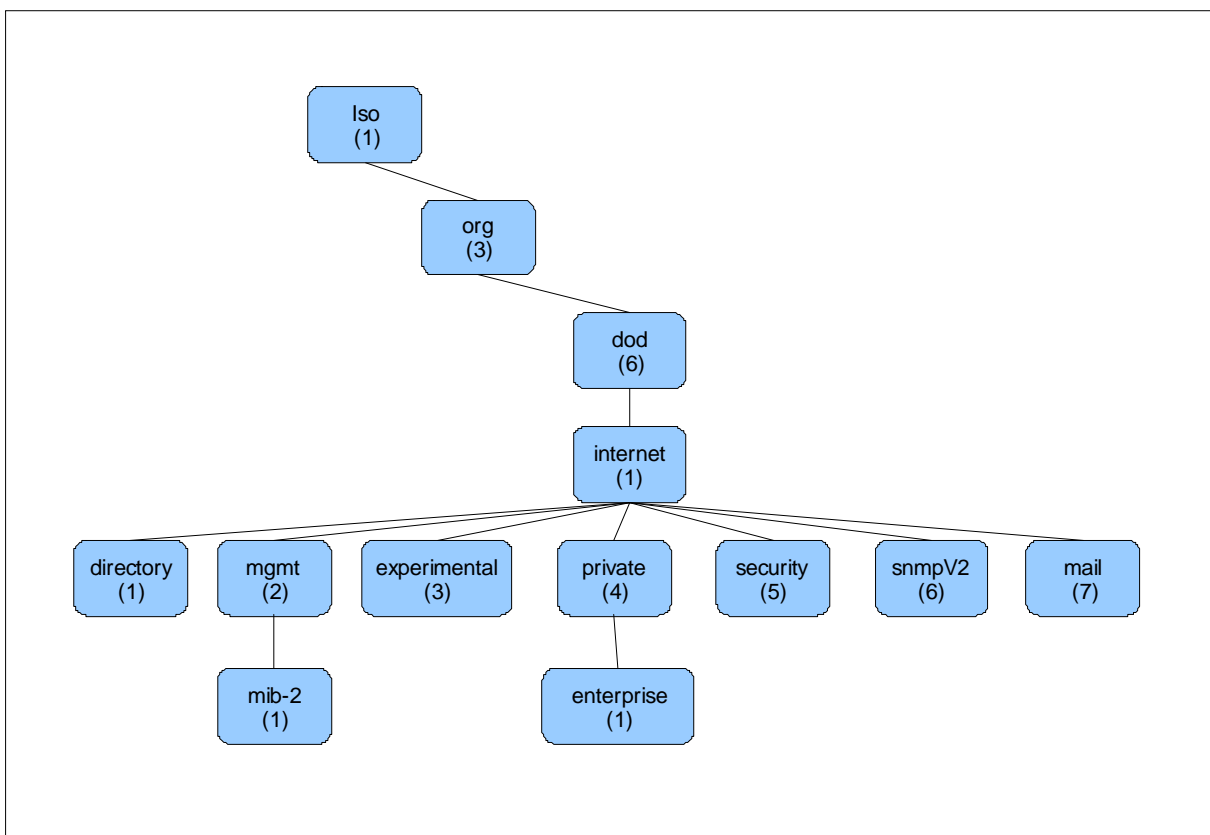 Iso
(1)
org
(3)
dod
(6)
internet
(1)
directory
(1)
mgmt
(2)
experimental
(3)
private
(4)
security
(5)
snmpV2
(6)
mail
(7)
mib-2
(1)
enterprise
(1)